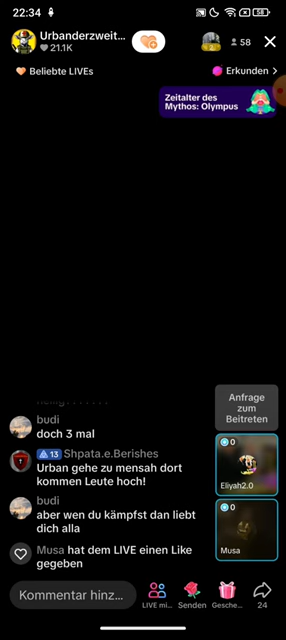 22:34
58
Urbanderzweit...
21.1K
58
Beliebte LIVEs
Erkunden
Zeitalter des
Mythos: Olympus
Anfrage
zum
Beitreten
budi
doch 3 mal
13 Shpata.e.Berishes
Urban gehe zu mensah dort
kommen Leute hoch!
0
Eliyah2.0
budi
aber wen du kämpfst dan liebt
dich alla
0
Musa
Musa hat dem LIVE einen Like
gegeben
Kommentar hinz...
LIVE mi...
Senden
Gesche...
24